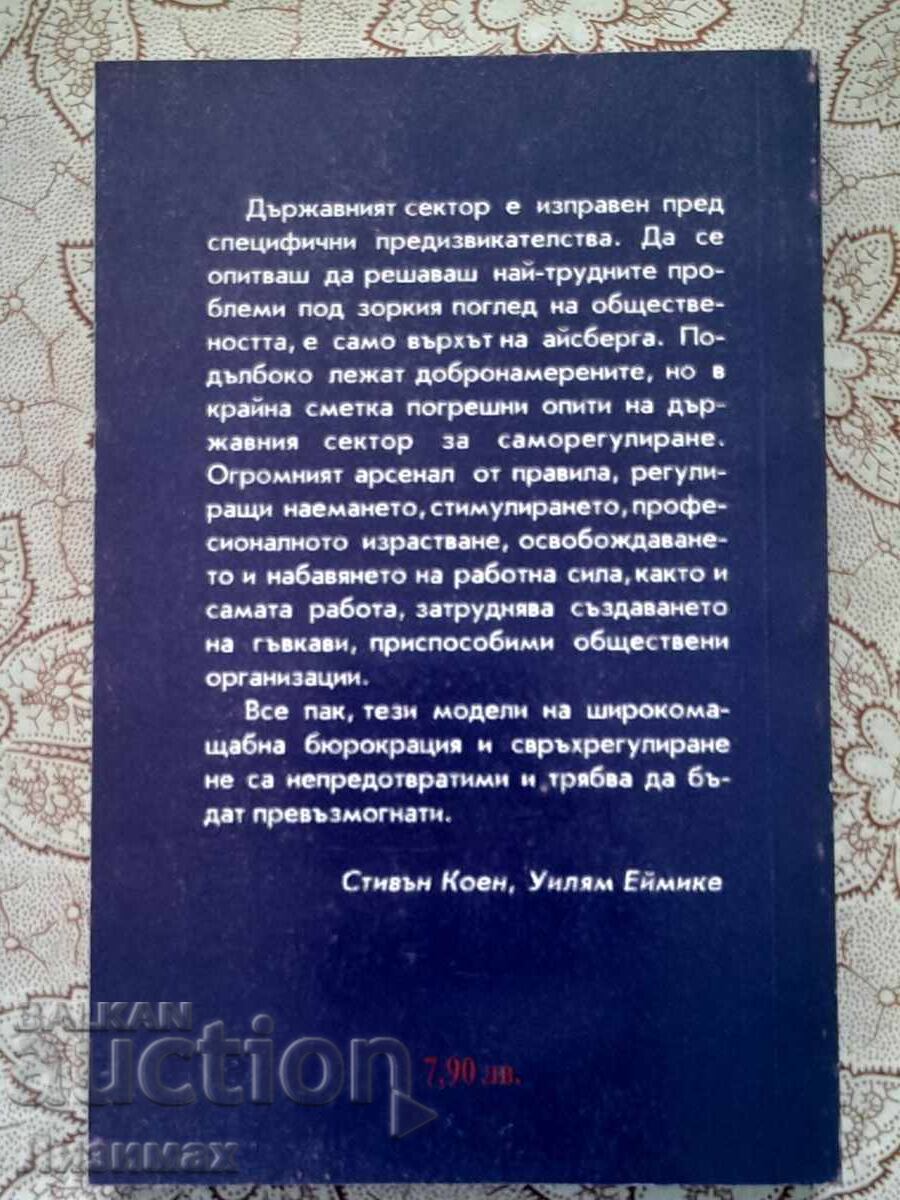 Държавният сектор е изправен пред
специфични предизвикателства. Да се
опитваш да решаваш най-трудните про-
блеми под зоркия поглед на обществе-
ността, е само върхът на айсберга. По-
дълбоко лежат добронамерените, но в
крайна сметка погрешни опити на дър-
жавния сектор за саморегулиране.
Огромният арсенал от правила, регули-
ращи наемането, стимулирането, профе-
сионалното израстване, освобождаване-
то и набавянето на работна сила, както и
самата работа, затруднява създаването
на гъвкави, приспособими обществени
организации.
Все пак, тези модели на широкома-
щабна бюрокрация и свръхрегулиране
не са непредотвратими и трябва да бъ-
дат превъзмогнати.
Стивън Коен, Уилям Еймике
BALKAN
auction
7,90 лв.
Лизимах